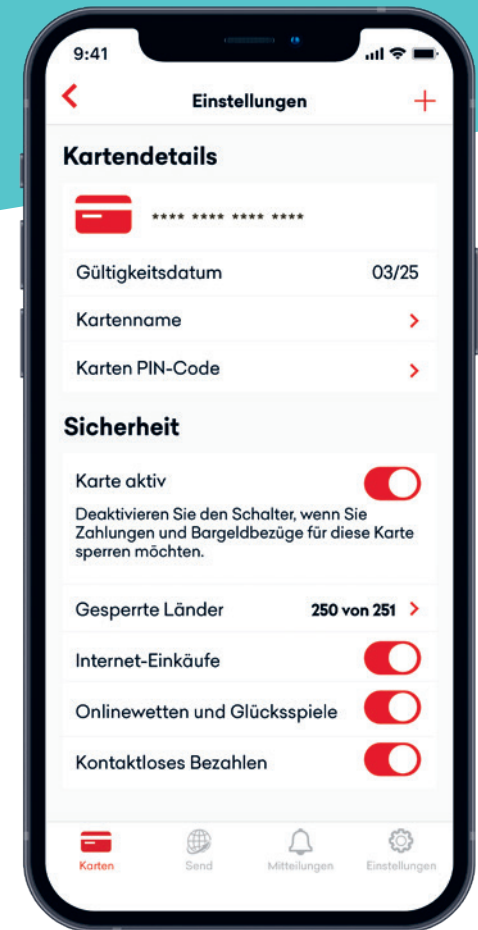 9:41
Einstellungen
Kartendetails
**** **** **** ****
Gültigkeitsdatum 03/25
Kartenname
Karten PIN-Code
Sicherheit
Karte aktiv
Deaktivieren Sie den Schalter, wenn Sie
Zahlungen und Bargeldbezüge für diese Karte
sperren möchten.
Gesperrte Länder 250 von 251
Internet-Einkäufe
Onlinewetten und Glücksspiele
Kontaktloses Bezahlen
Karten Send Mitteilungen Einstellungen